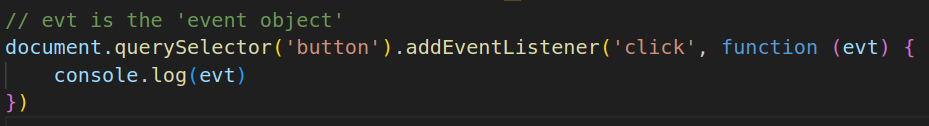 // evt is the 'event object'
document.querySelector('button').addEventListener('click', function (evt) {
    console.log(evt)
})